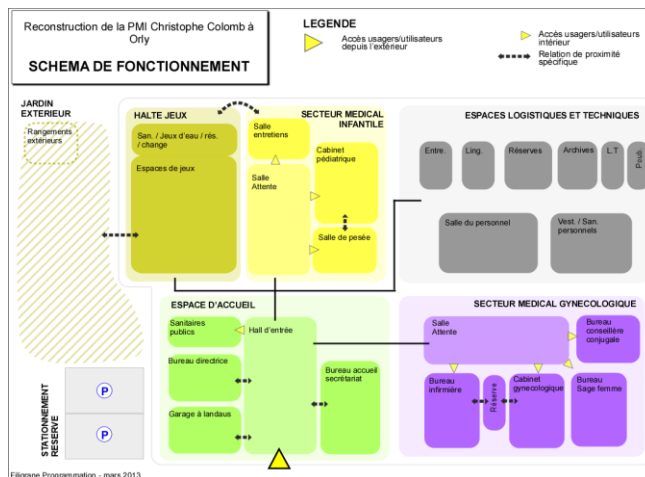 Reconstruction de la PMI Christophe Colomb à
Orly
SCHEMA DE FONCTIONNEMENT
LEGENDE
Accès usagers/utilisateurs
depuis l'extérieur
Accès usagers/utilisateurs
intérieur
Relation de proximité
spécifique
JARDIN
EXTERIEUR
Rangements
extérieurs
HALTE JEUX
San. / Jeux d'eau / rés.
/ change
Espaces de jeux
SECTEUR MEDICAL
INFANTILE
Salle
entretiens
Cabinet
pédiatrique
Salle
Attente
Salle de pesée
ESPACES LOGISTIQUES ET TECHNIQUES
Entre.
Ling.
Réserves
Archives
L.T
Poub.
Salle du personnel
Vest. / San.
personnels
ESPACE D'ACCUEIL
Sanitaires
publics
Hall d'entrée
Bureau directrice
Bureau accueil
secrétariat
Garage à landaus
SECTEUR MEDICAL GYNECOLOGIQUE
Salle
Attente
Bureau
conseillère
conjugale
Bureau
infirmière
Réserve
Cabinet
gynecologique
Bureau
Sage femme
STATIONNEMENT
RESERVE
P
P
Filigrane Programmation - mars 2013